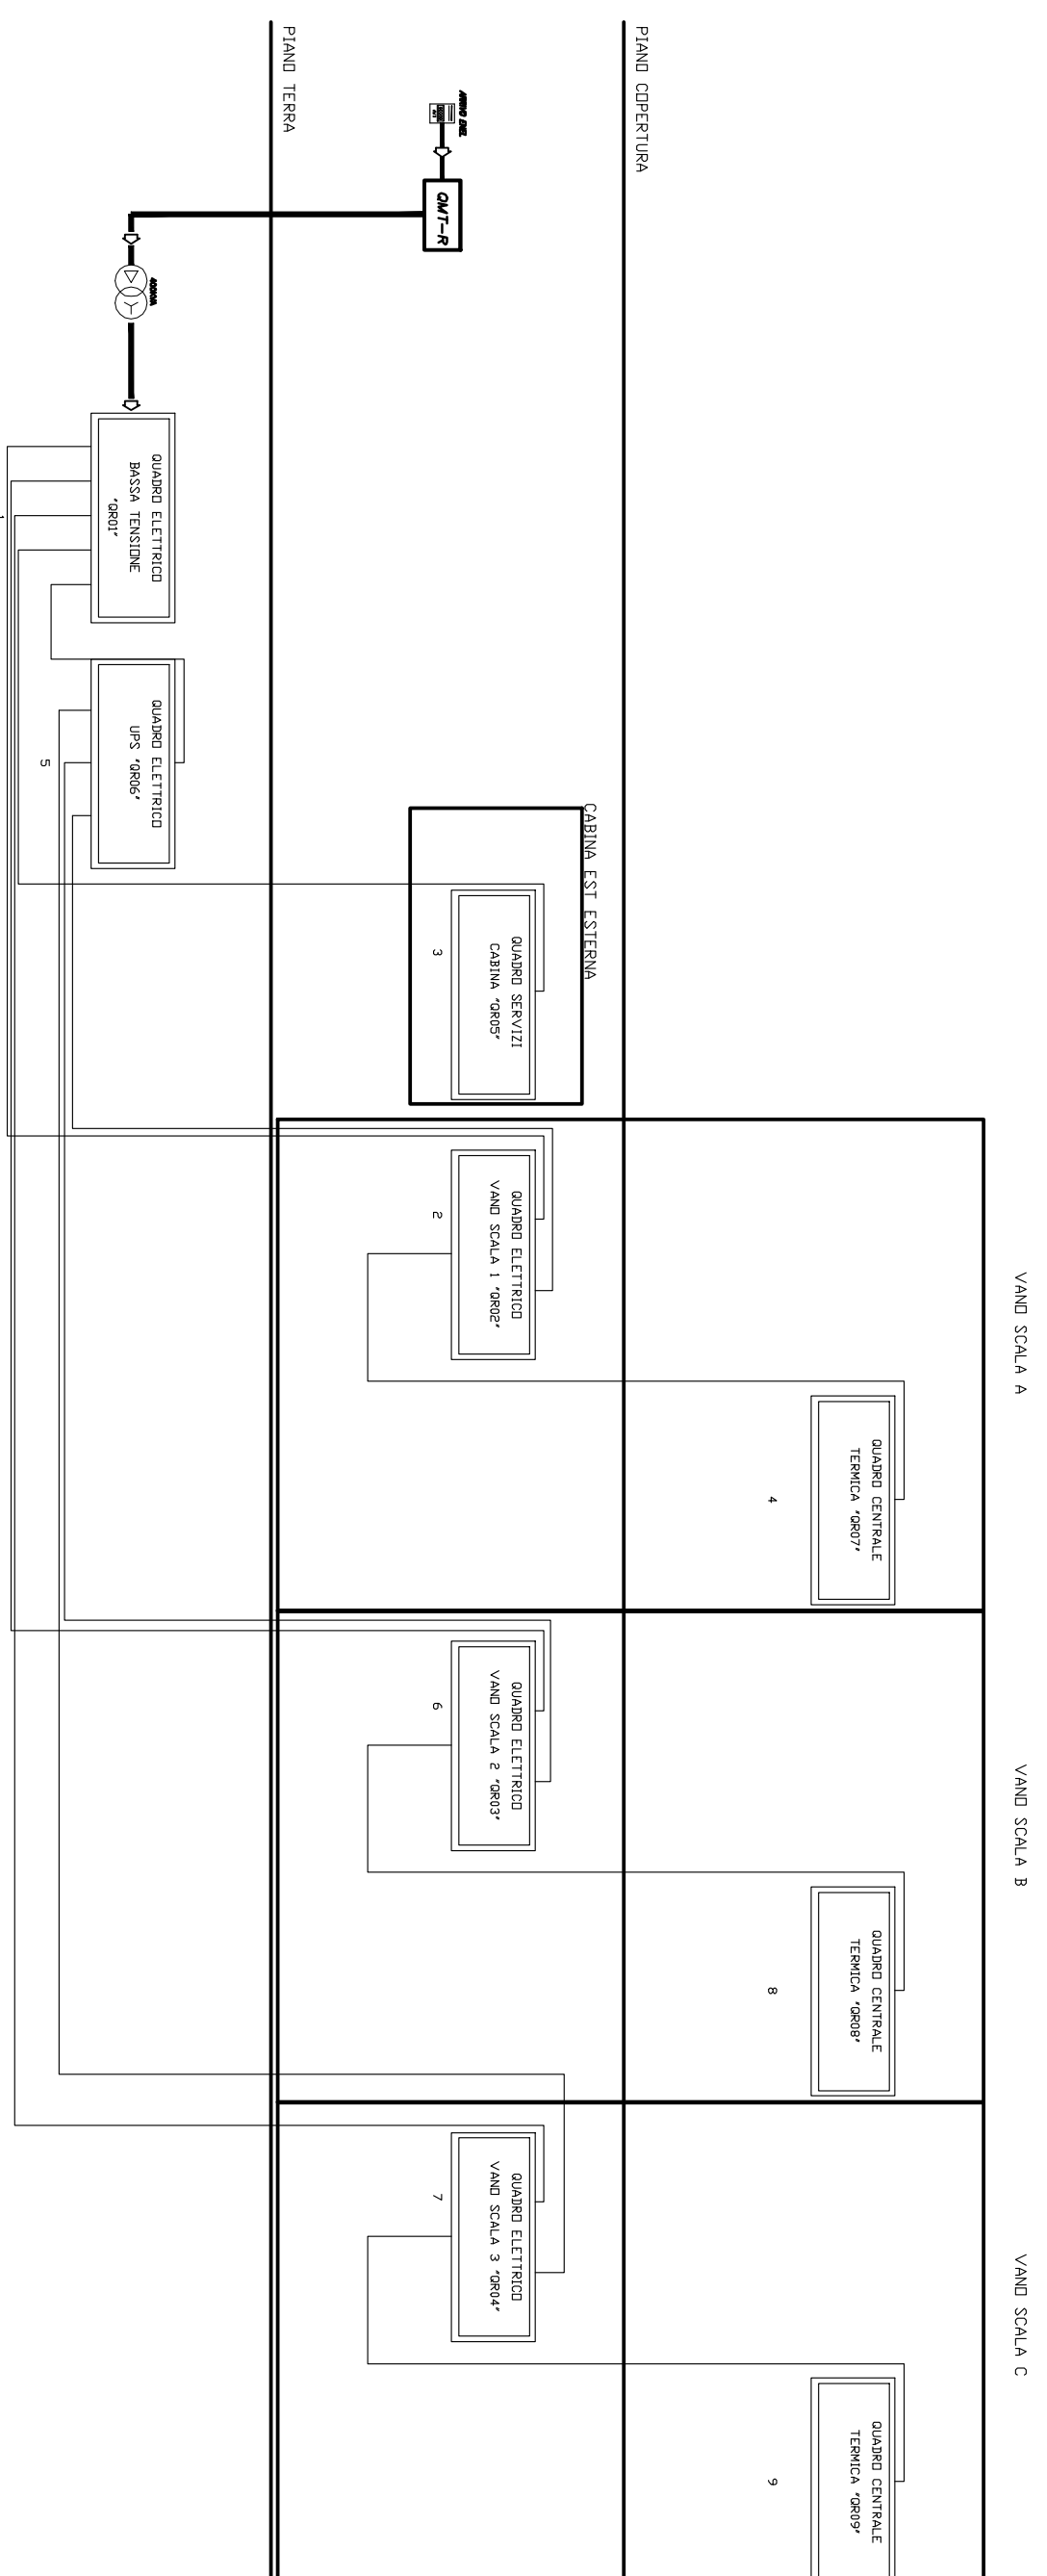 VANO SCALA A
VANO SCALA B
VANO SCALA C
PIANO COPERTURA
PIANO TERRA
QMT-R
QUADRO ELETTRICO
BASSA TENSIONE
"QR01"
1
QUADRO ELETTRICO
UPS "QR06"
5
CABINA EST ESTERNA
QUADRO SERVIZI
CABINA "QR05"
3
QUADRO ELETTRICO
VANO SCALA 1 "QR02"
2
QUADRO CENTRALE
TERMICA "QR07"
4
QUADRO ELETTRICO
VANO SCALA 2 "QR03"
6
QUADRO CENTRALE
TERMICA "QR08"
8
QUADRO ELETTRICO
VANO SCALA 3 "QR04"
7
QUADRO CENTRALE
TERMICA "QR09"
9